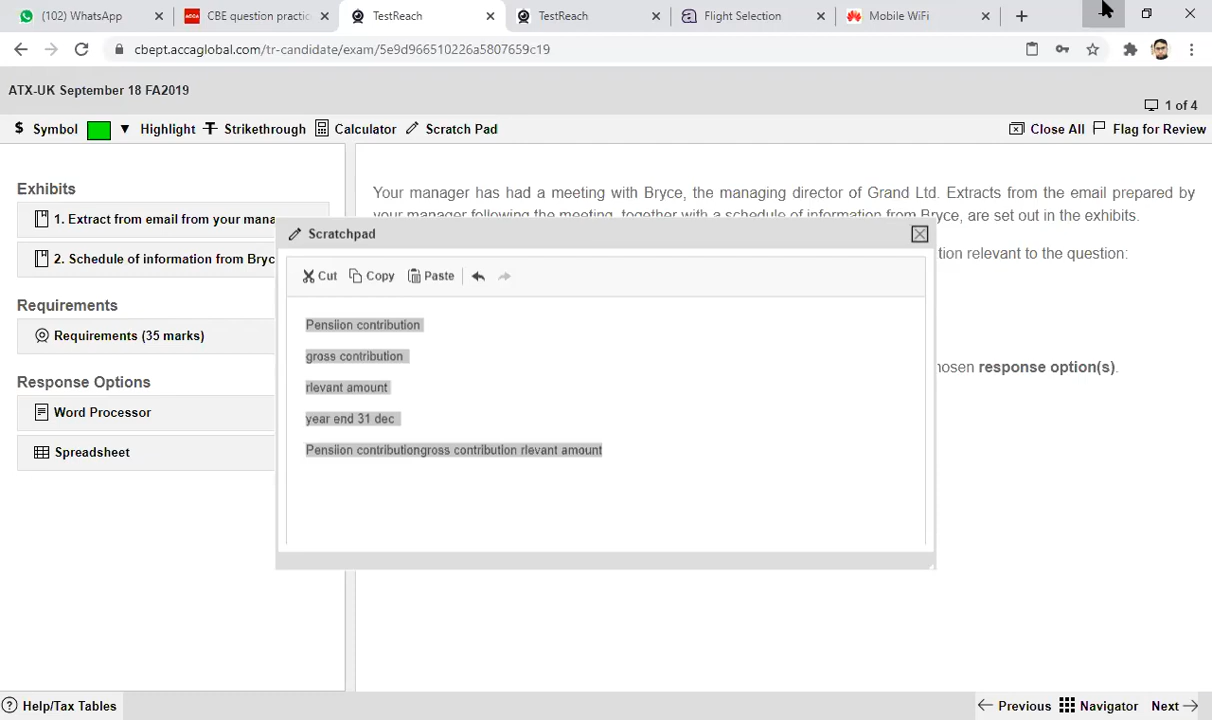 (102) WhatsApp
CBE question practic
TestReach
TestReach
Flight Selection
Mobile WiFi
cbept.accaglobal.com/tr-candidate/exam/5e9d966510226a5807659c19
ATX-UK September 18 FA2019
1 of 4
$ Symbol Highlight Strikethrough Calculator Scratch Pad Close All Flag for Review
Exhibits
1. Extract from email from your mana
2. Schedule of information from Bryc
Requirements
Requirements (35 marks)
Response Options
Word Processor
Spreadsheet
Your manager has had a meeting with Bryce, the managing director of Grand Ltd. Extracts from the email prepared by
your manager following the meeting, together with a schedule of information from Bryce, are set out in the exhibits.
tion relevant to the question:
hosen response option(s).
Scratchpad
Cut Copy Paste
Pensiion contribution
gross contribution
rlevant amount
year end 31 dec
Pensiion contributiongross contribution rlevant amount
Help/Tax Tables
Previous Navigator Next